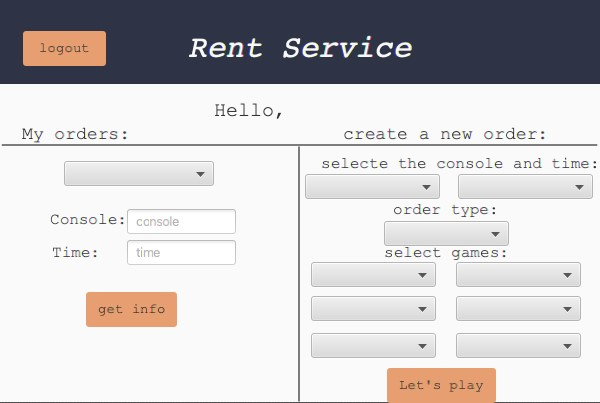 logout
Rent Service
Hello,
My orders:
create a new order:
selecte the console and time:
order type:
Console:
console
Time:
time
select games:
get info
Let's play